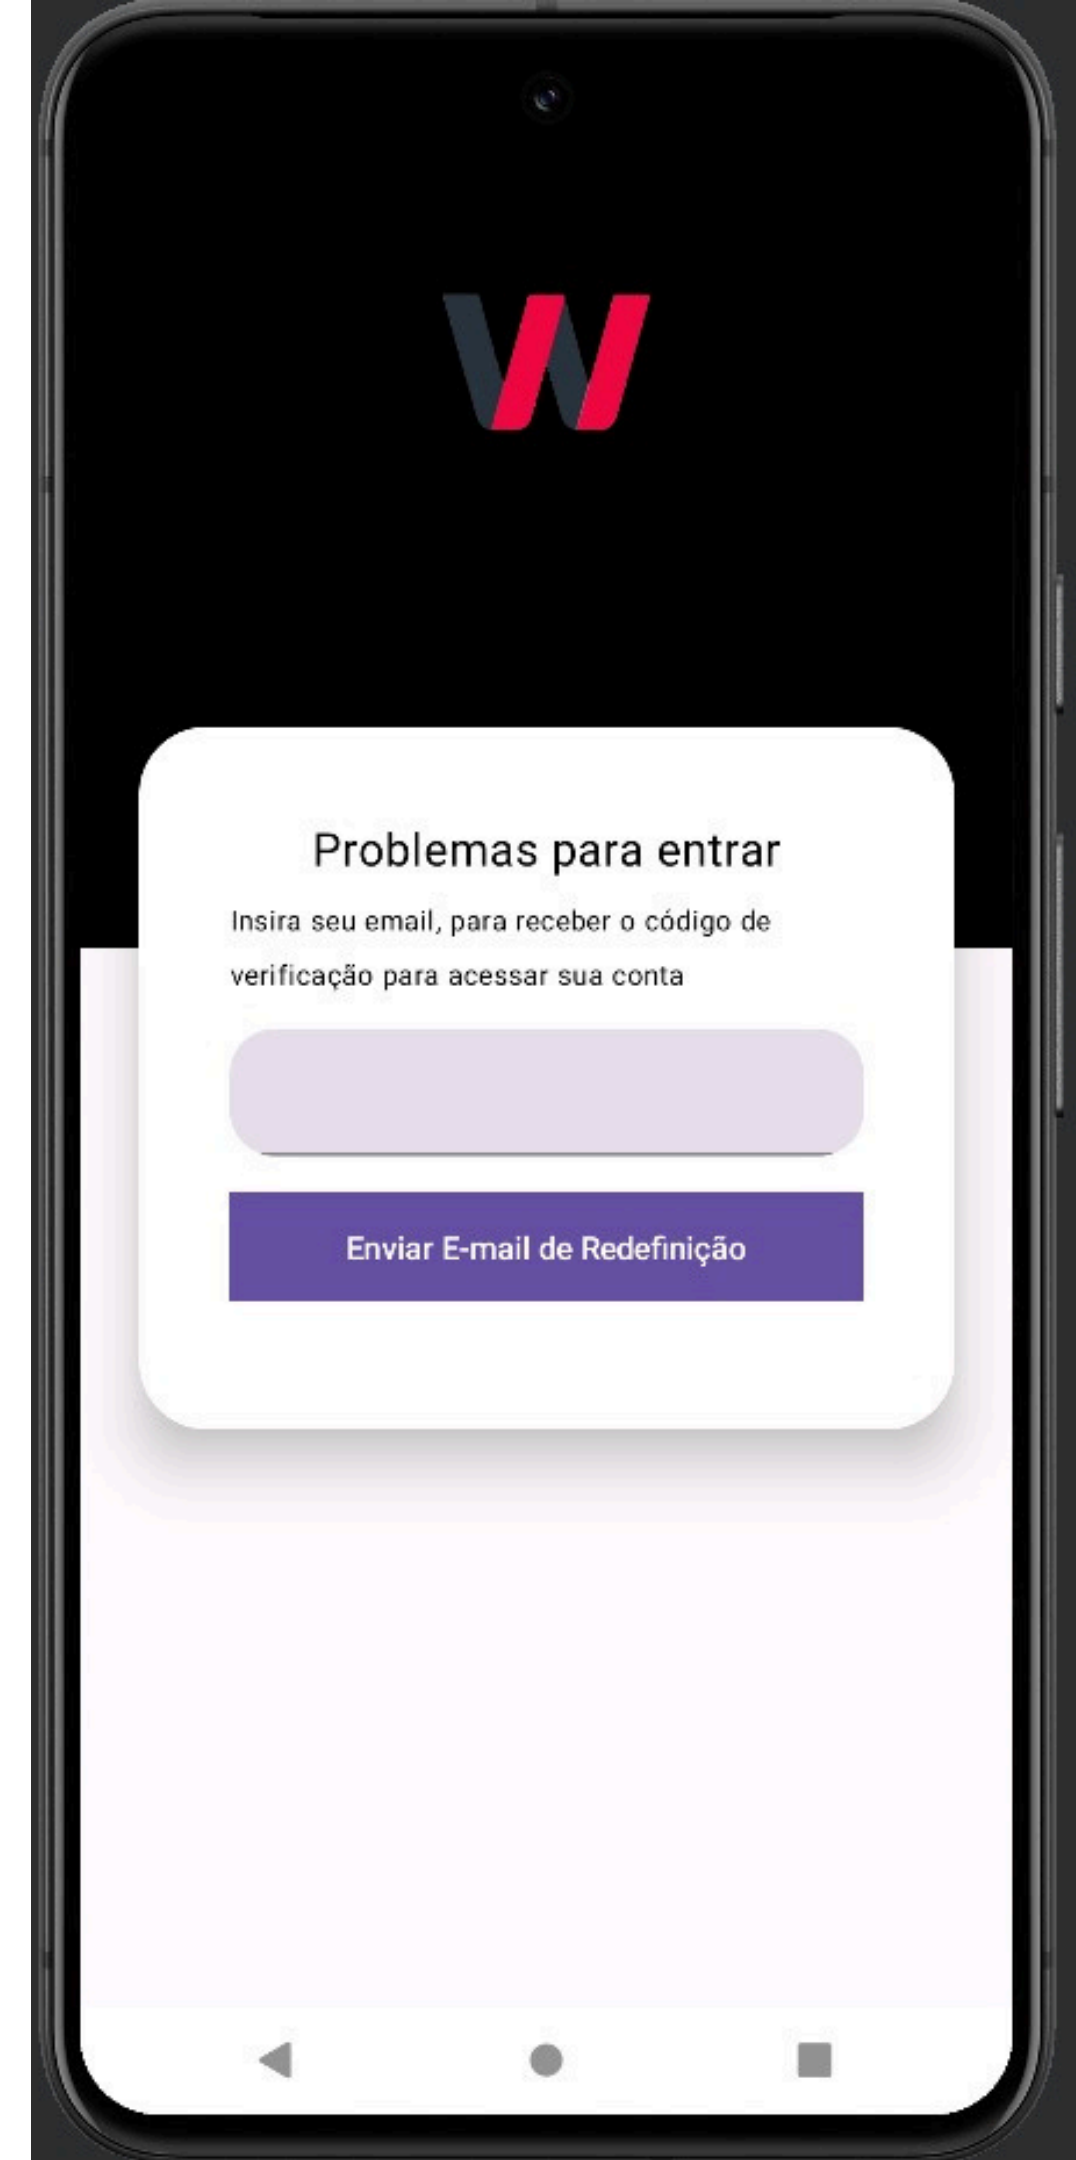 W
Problemas para entrar
Insira seu email, para receber o código de
verificação para acessar sua conta
Enviar E-mail de Redefinição